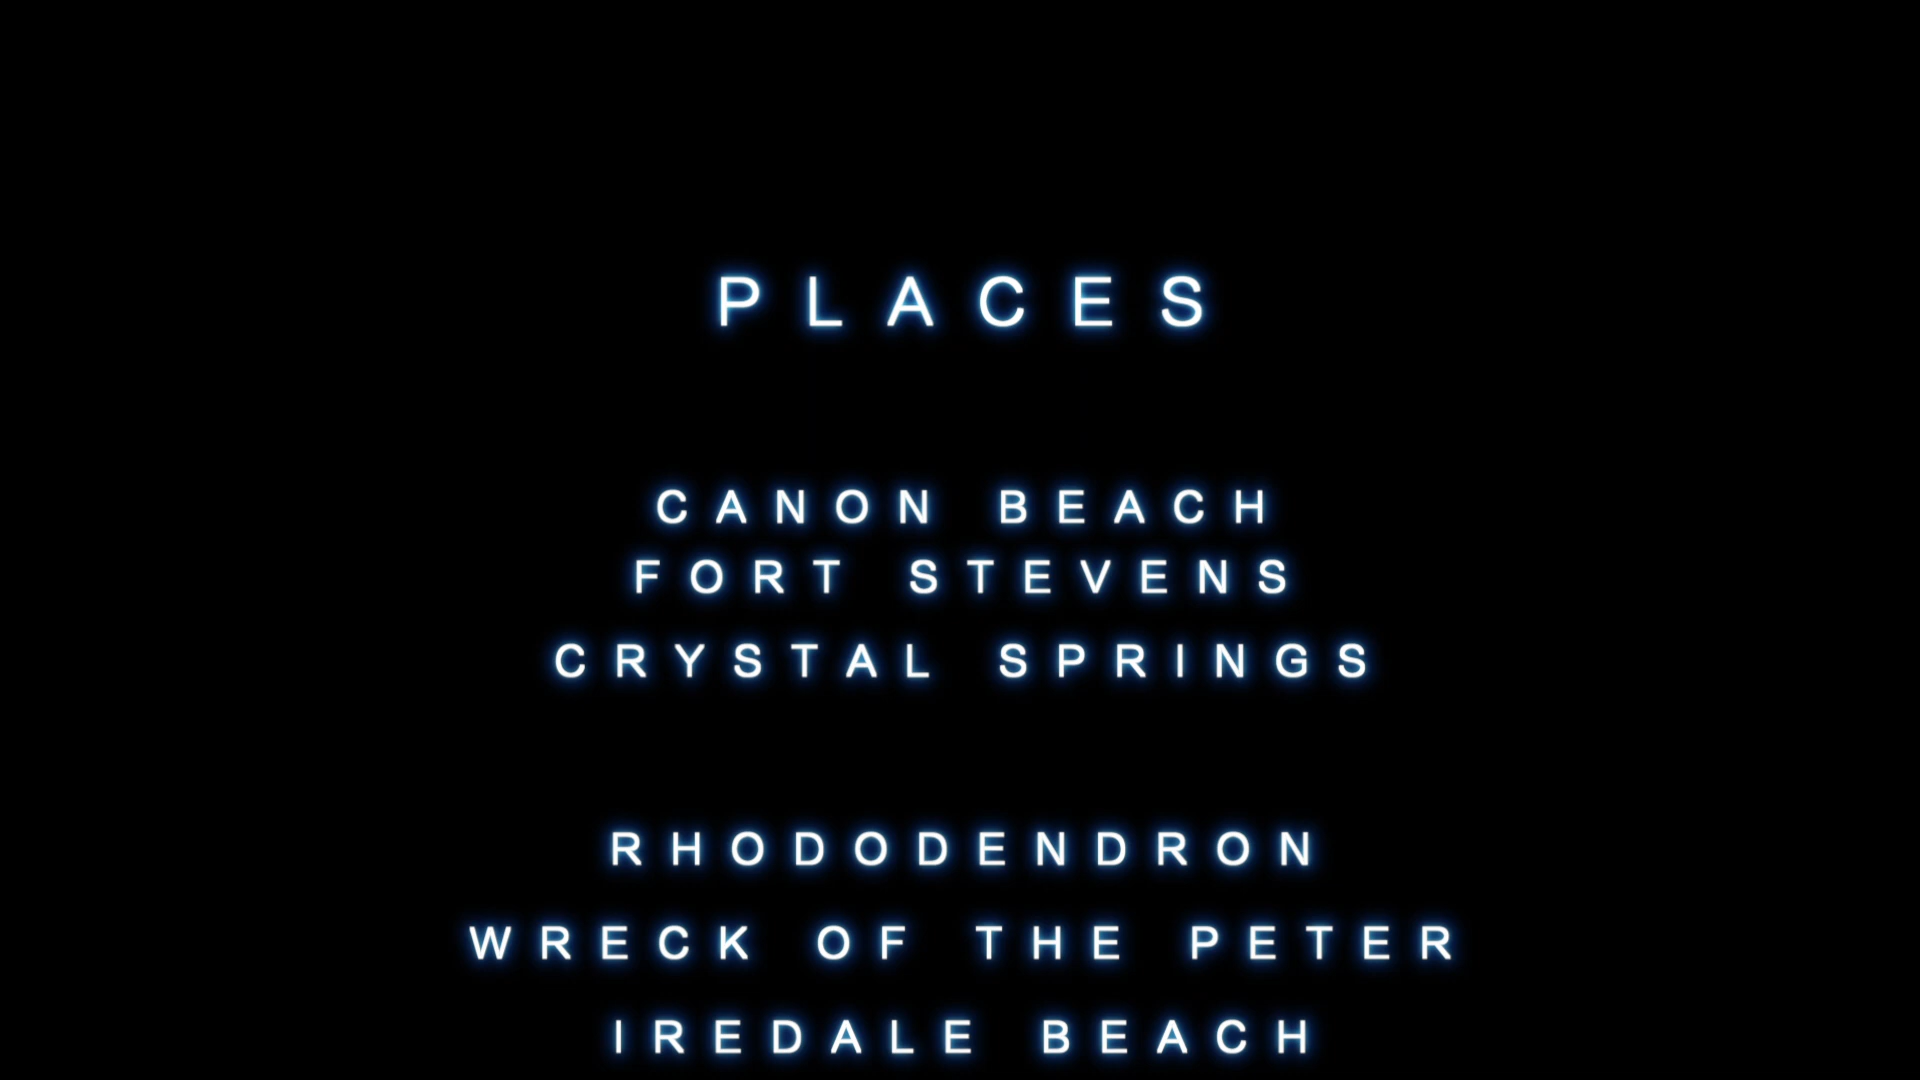 PLACES
CANON BEACH
FORT STEVENS
CRYSTAL SPRINGS
RHODODENDRON
WRECK OF THE PETER
IREDALE BEACH